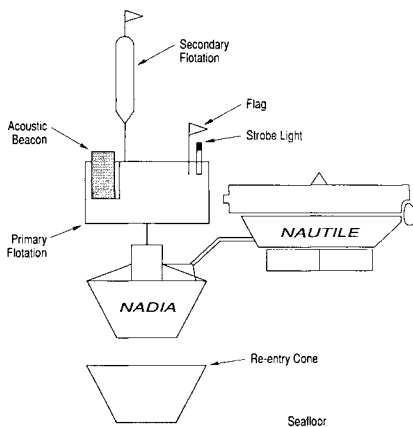 Secondary
Flotation
Flag
Acoustic
Beacon
Strobe Light
Primary
Flotation
NAUTILE
NADIA
Re-entry Cone
Seafloor